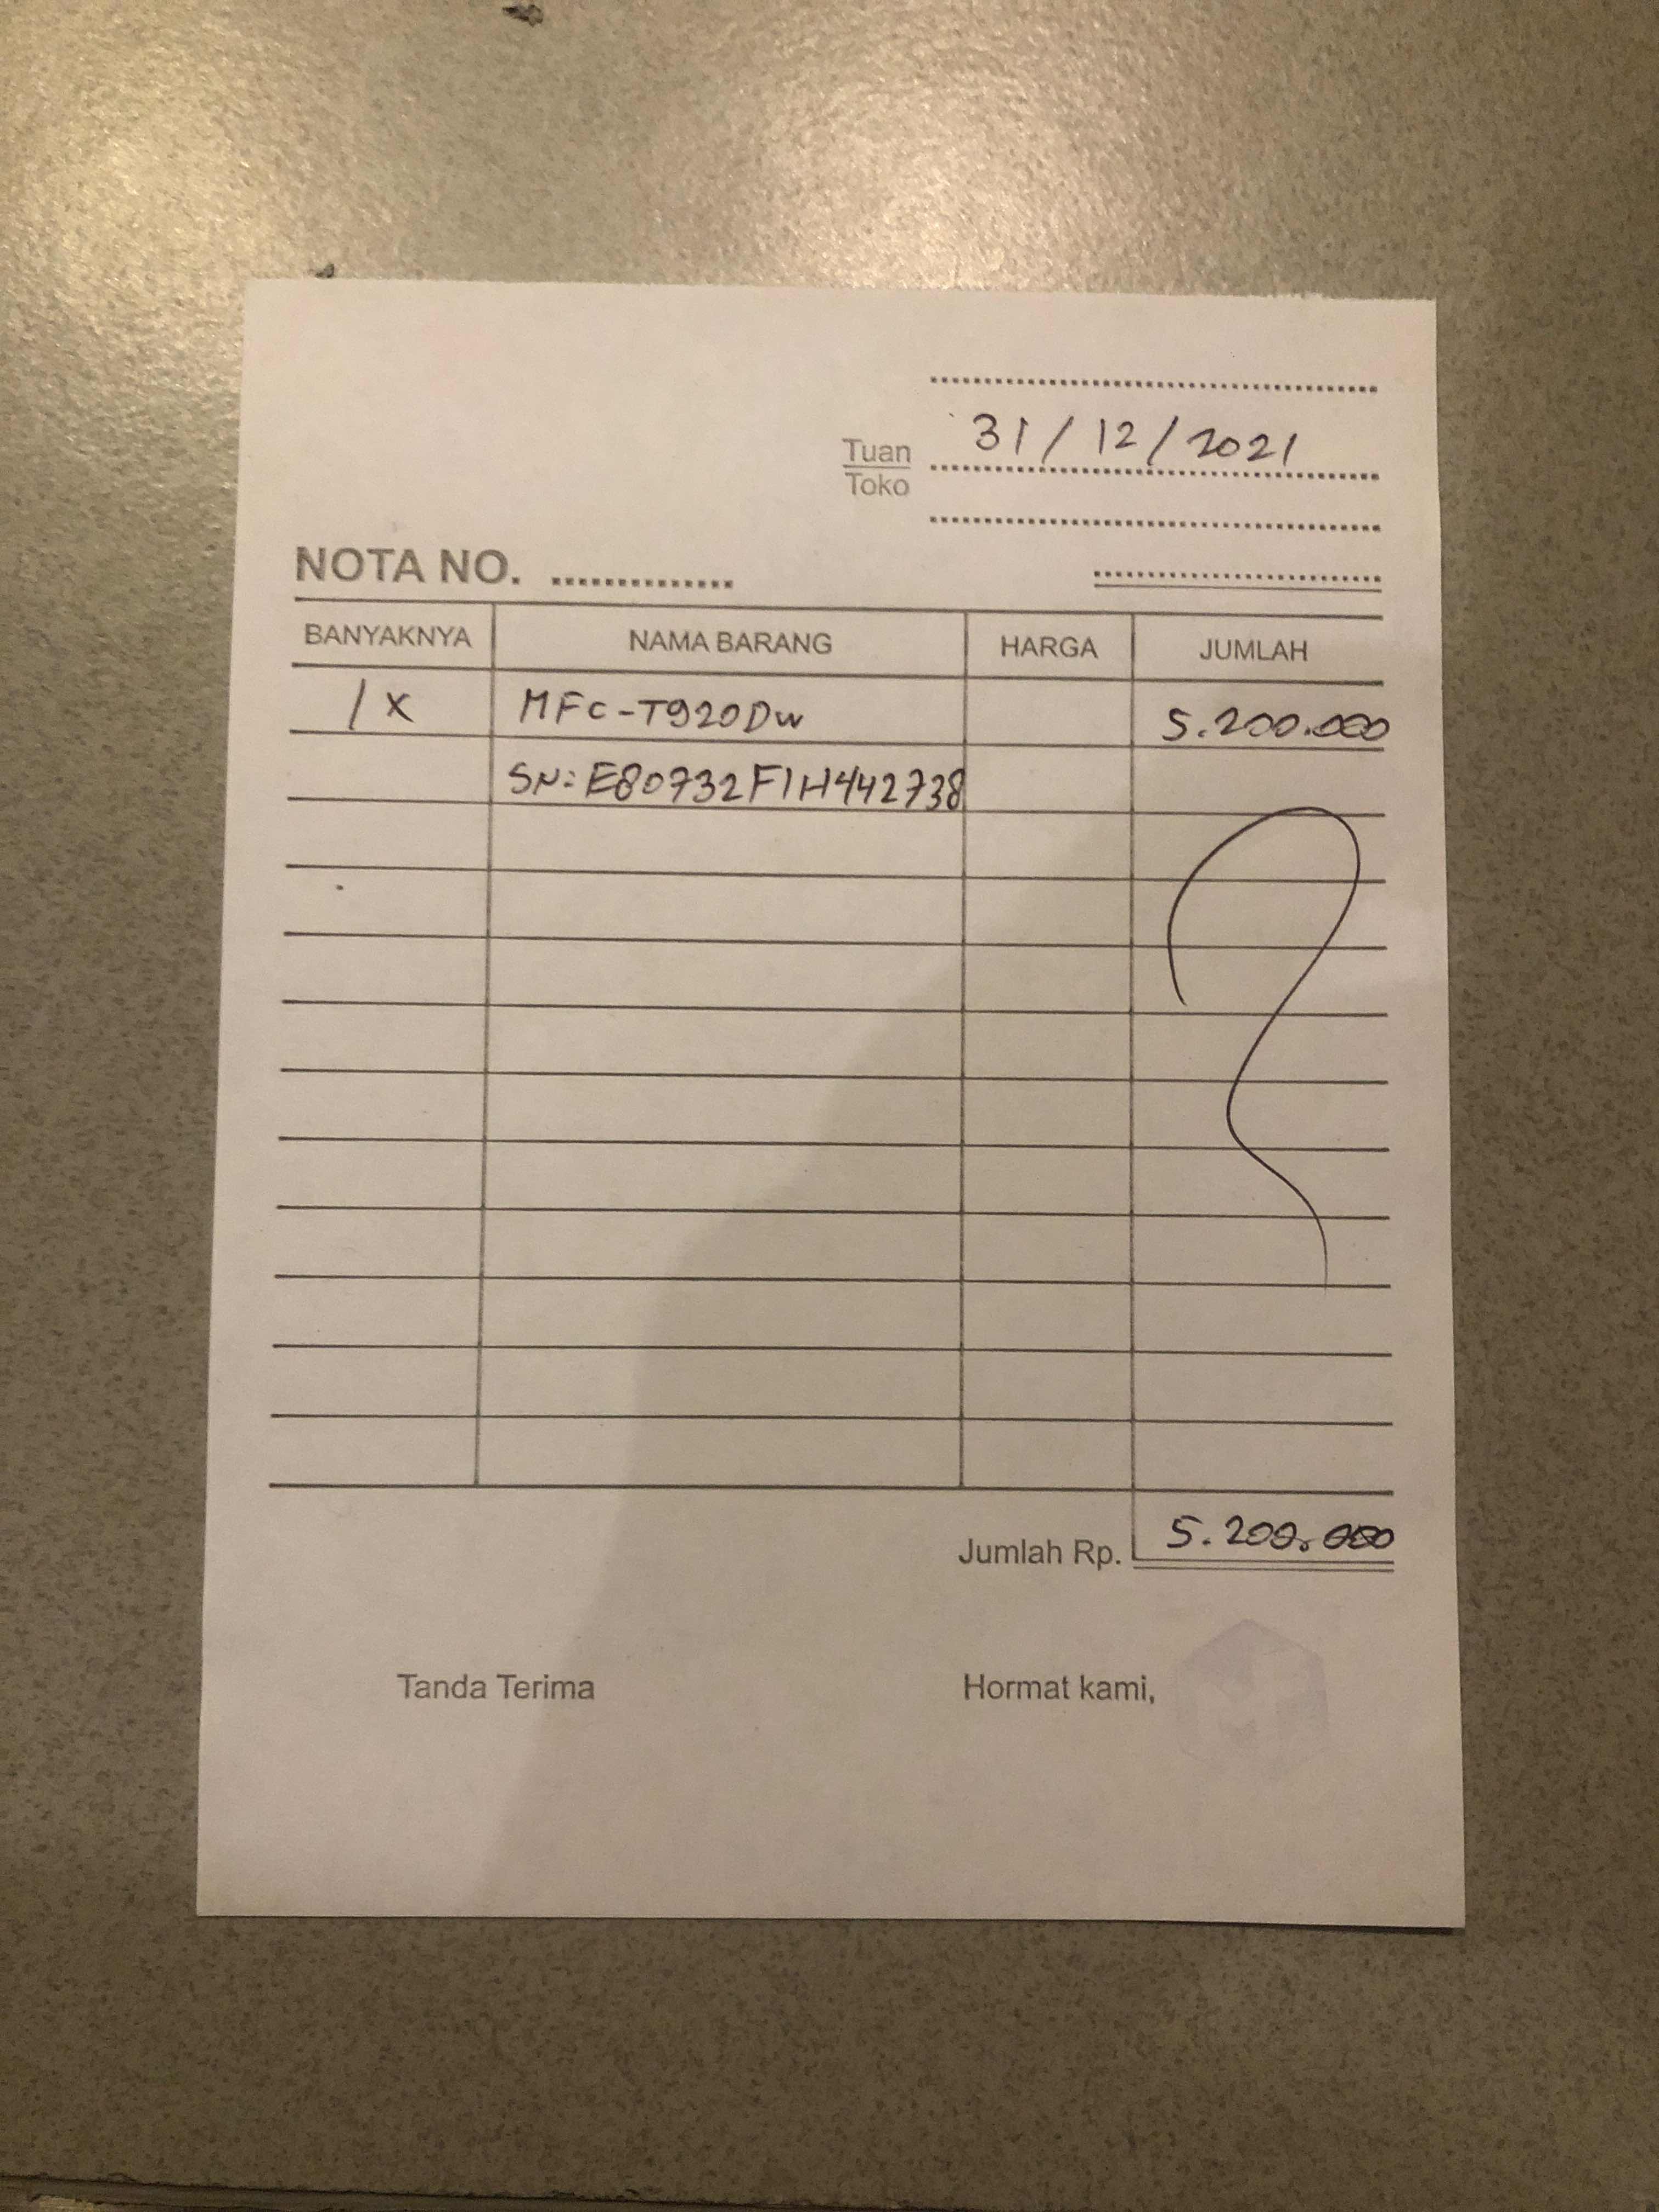 31/12/2021
Tuan
Toko
NOTA NO. ..............
BANYAKNYA NAMA BARANG HARGA JUMLAH
1 X MFC-T920DW 5.200.000
SN: E80732F1H442738
Jumlah Rp. 5.200.000
Tanda Terima Hormat kami,